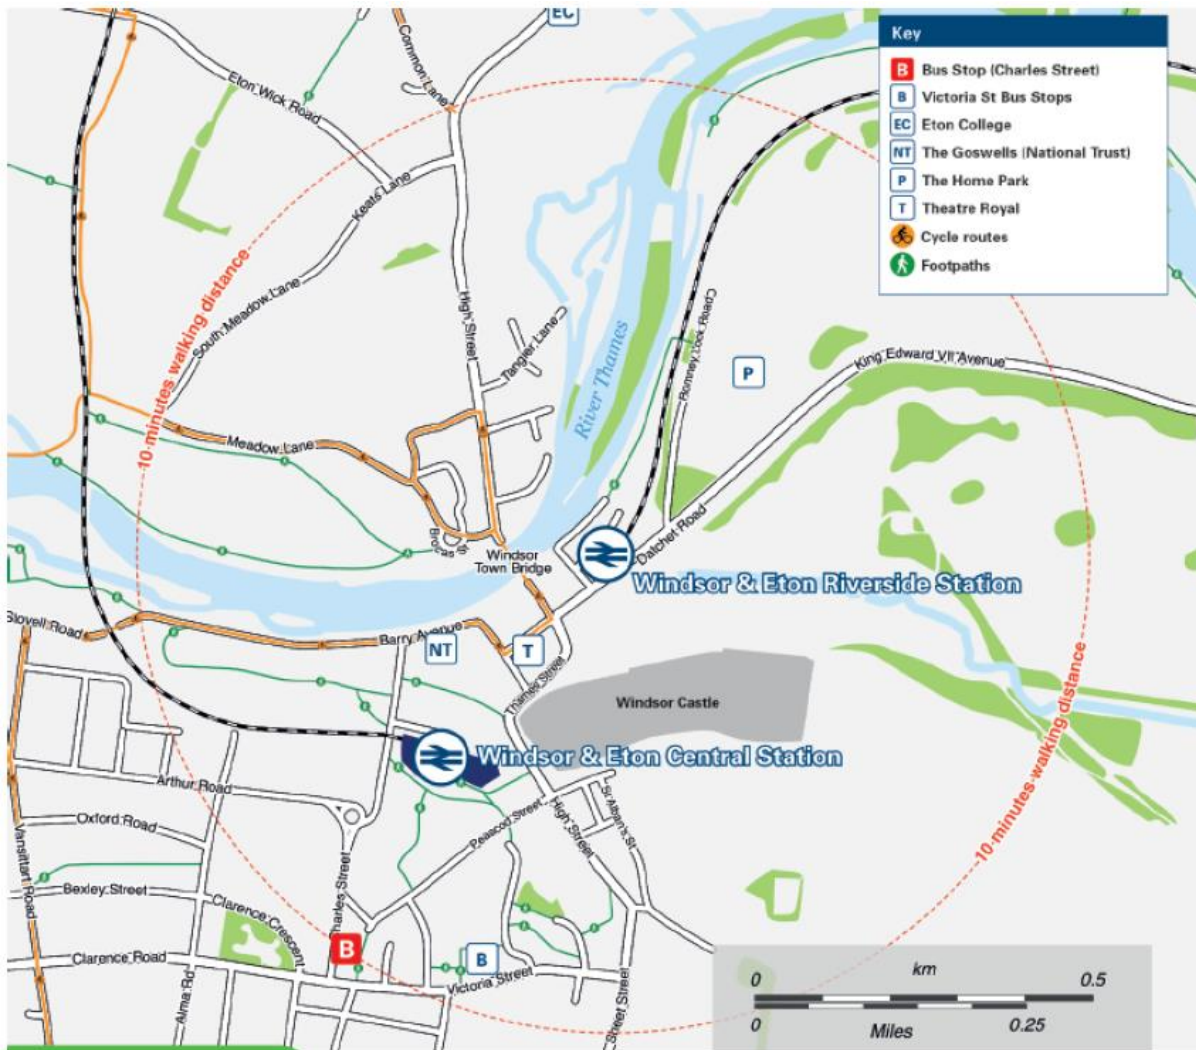 EC
Key
B Bus Stop (Charles Street)
B Victoria St Bus Stops
EC Eton College
NT The Goswells (National Trust)
P The Home Park
T Theatre Royal
Cycle routes
Footpaths
Common Lane
Eton Wick Road
Keats Lane
South Meadow Lane
10 minutes walking distance
High Street
Tangier Lane
River Thames
Romney Lock Road
P
King Edward VII Avenue
Meadow Lane
Brocas St
Windsor
Town Bridge
Datchet Road
Windsor & Eton Riverside Station
Stovell Road
Barry Avenue
NT
T
Thames Street
Windsor Castle
Windsor & Eton Central Station
10 minutes walking distance
Arthur Road
Oxford Road
Vansittart Road
Peascod Street
High Street
St Alban's St
Bexley Street
Clarence Crescent
Charles Street
B
B
Clarence Road
Alma Rd
Victoria Street
Street
km
0 0.5
0 0.25
Miles